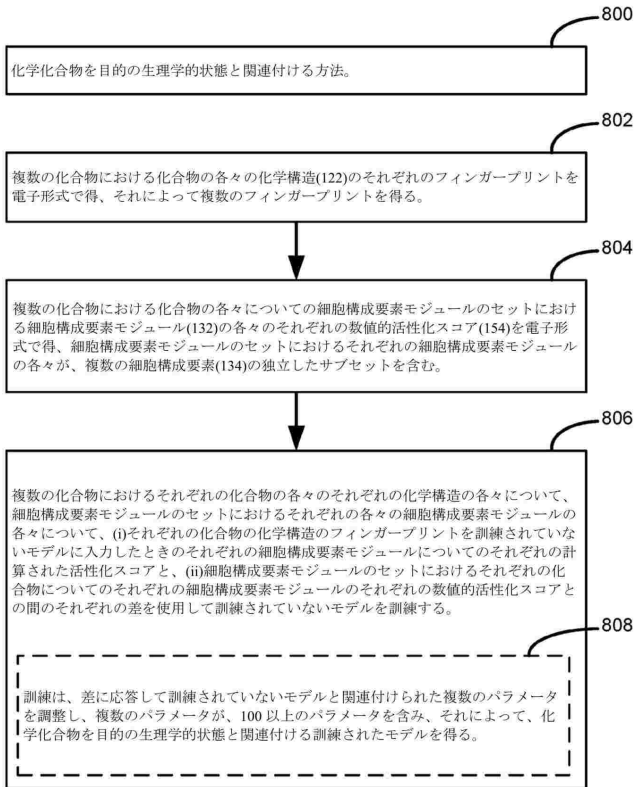 800
化学化合物を目的の生理学的状態と関連付ける方法。
802
複数の化合物における化合物の各々の化学構造(122)のそれぞれのフィンガープリントを
電子形式で得、それによって複数のフィンガープリントを得る。
804
複数の化合物における化合物の各々についての細胞構成要素モジュールのセットにおけ
る細胞構成要素モジュール(132)の各々のそれぞれの数値的活性化スコア(154)を電子形
式で得、細胞構成要素モジュールのセットにおけるそれぞれの細胞構成要素モジュール
の各々が、複数の細胞構成要素(134)の独立したサブセットを含む。
806
複数の化合物におけるそれぞれの化合物の各々のそれぞれの化学構造の各々について、
細胞構成要素モジュールのセットにおけるそれぞれの各々の細胞構成要素モジュールの
各々について、(i)それぞれの化合物の化学構造のフィンガープリントを訓練されていな
いモデルに入力したときのそれぞれの細胞構成要素モジュールについてのそれぞれの計
算された活性化スコアと、(ii)細胞構成要素モジュールのセットにおけるそれぞれの化
合物についてのそれぞれの細胞構成要素モジュールのそれぞれの数値的活性化スコアと
の間のそれぞれの差を使用して訓練されていないモデルを訓練する。
808
訓練は、差に応答して訓練されていないモデルと関連付けられた複数のパラメータ
を調整し、複数のパラメータが、100 以上のパラメータを含み、それによって、化
学化合物を目的の生理学的状態と関連付ける訓練されたモデルを得る。